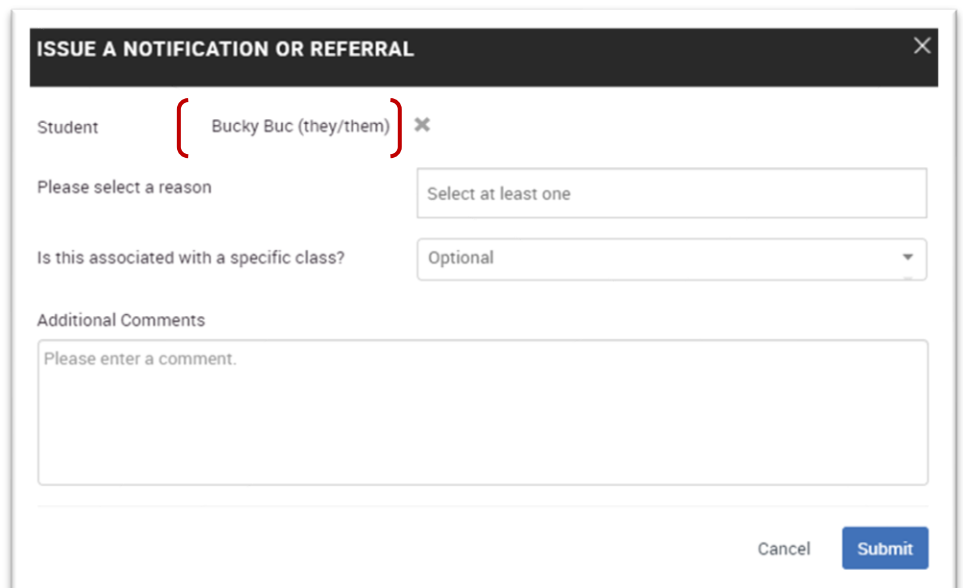 ISSUE A NOTIFICATION OR REFERRAL
Student Bucky Buc (they/them)
Please select a reason Select at least one
Is this associated with a specific class? Optional
Additional Comments
Please enter a comment.
Cancel Submit